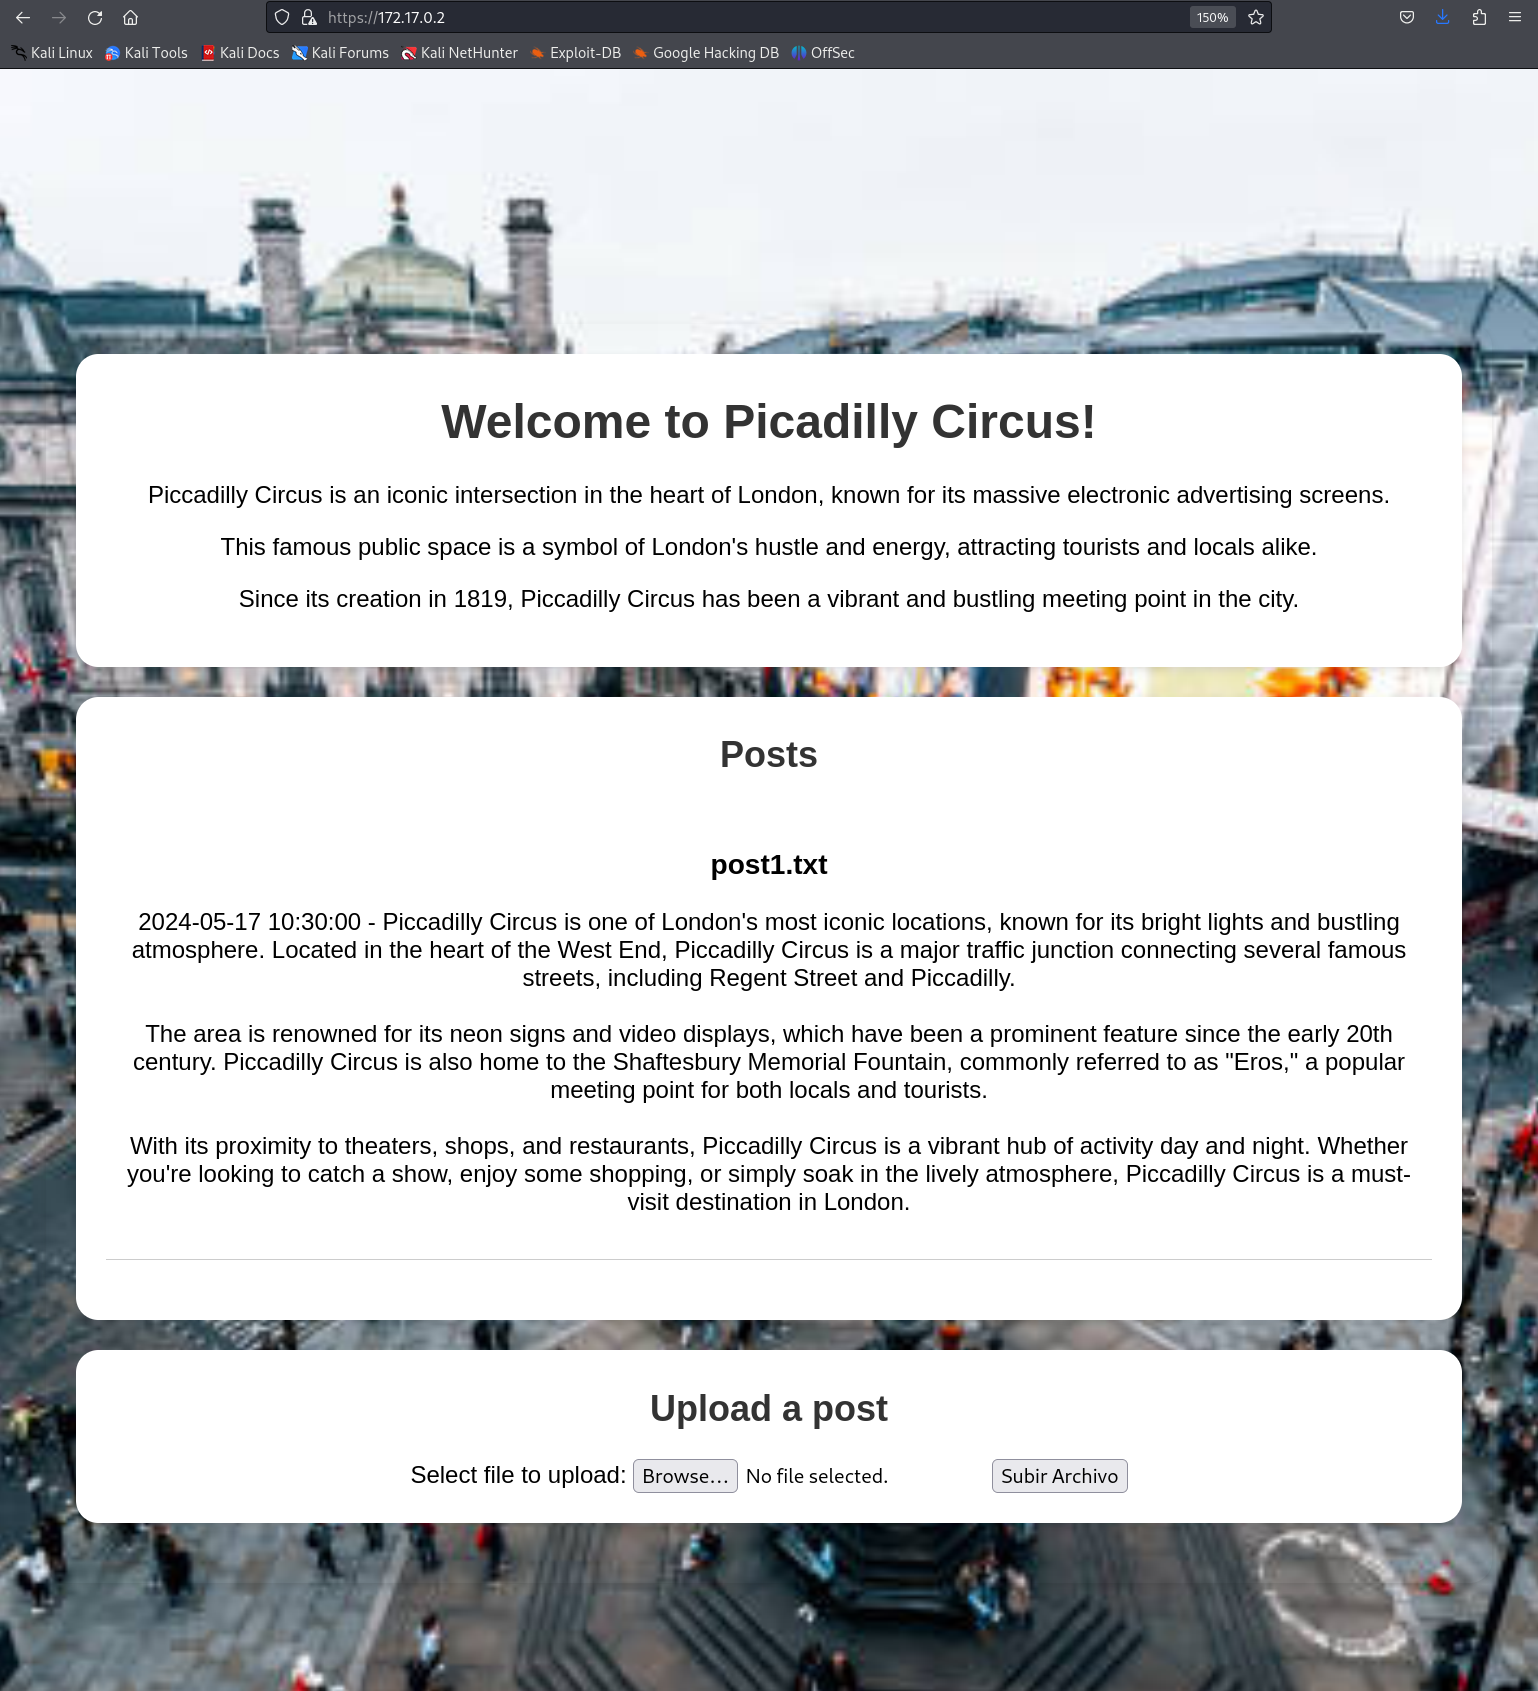 https://172.17.0.2
150%
Kali Linux Kali Tools Kali Docs Kali Forums Kali NetHunter Exploit-DB Google Hacking DB OffSec
Welcome to Picadilly Circus!
Piccadilly Circus is an iconic intersection in the heart of London, known for its massive electronic advertising screens.
This famous public space is a symbol of London's hustle and energy, attracting tourists and locals alike.
Since its creation in 1819, Piccadilly Circus has been a vibrant and bustling meeting point in the city.
Posts
post1.txt
2024-05-17 10:30:00 - Piccadilly Circus is one of London's most iconic locations, known for its bright lights and bustling
atmosphere. Located in the heart of the West End, Piccadilly Circus is a major traffic junction connecting several famous
streets, including Regent Street and Piccadilly.
The area is renowned for its neon signs and video displays, which have been a prominent feature since the early 20th
century. Piccadilly Circus is also home to the Shaftesbury Memorial Fountain, commonly referred to as "Eros," a popular
meeting point for both locals and tourists.
With its proximity to theaters, shops, and restaurants, Piccadilly Circus is a vibrant hub of activity day and night. Whether
you're looking to catch a show, enjoy some shopping, or simply soak in the lively atmosphere, Piccadilly Circus is a must-
visit destination in London.
Upload a post
Select file to upload: Browse... No file selected. Subir Archivo